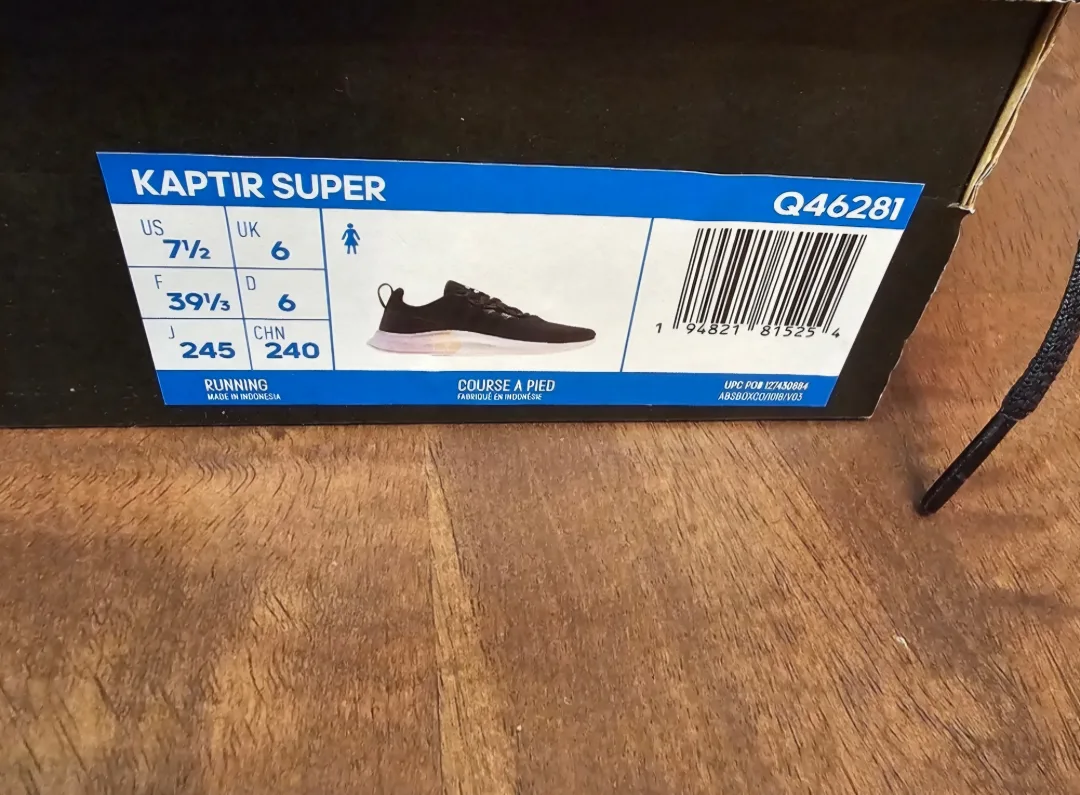 KAPTIR SUPER
Q46281
US 7½
UK 6
F 39⅓
D 6
J 245
CHN 240
1 94821 81525 4
RUNNING
MADE IN INDONESIA
COURSE A PIED
FABRIQUÉ EN INDONÉSIE
UPC PO# 127430884
ABSBOXCO/1018/V03